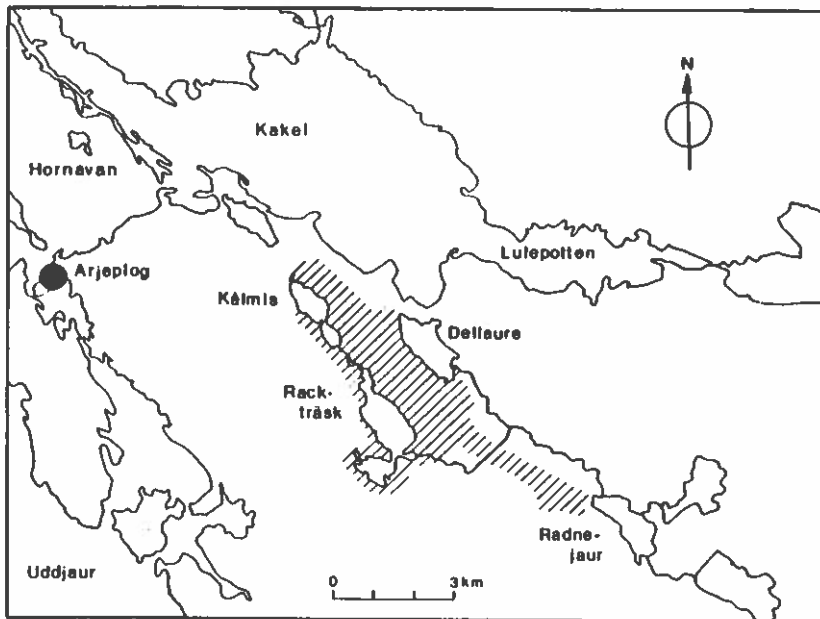 N
Kakel
Hornavan
Lulepotten
Arjeplog
Kålmis
Dellaure
Rack-
träsk
Radne-
jaur
Uddjaur
0 3km